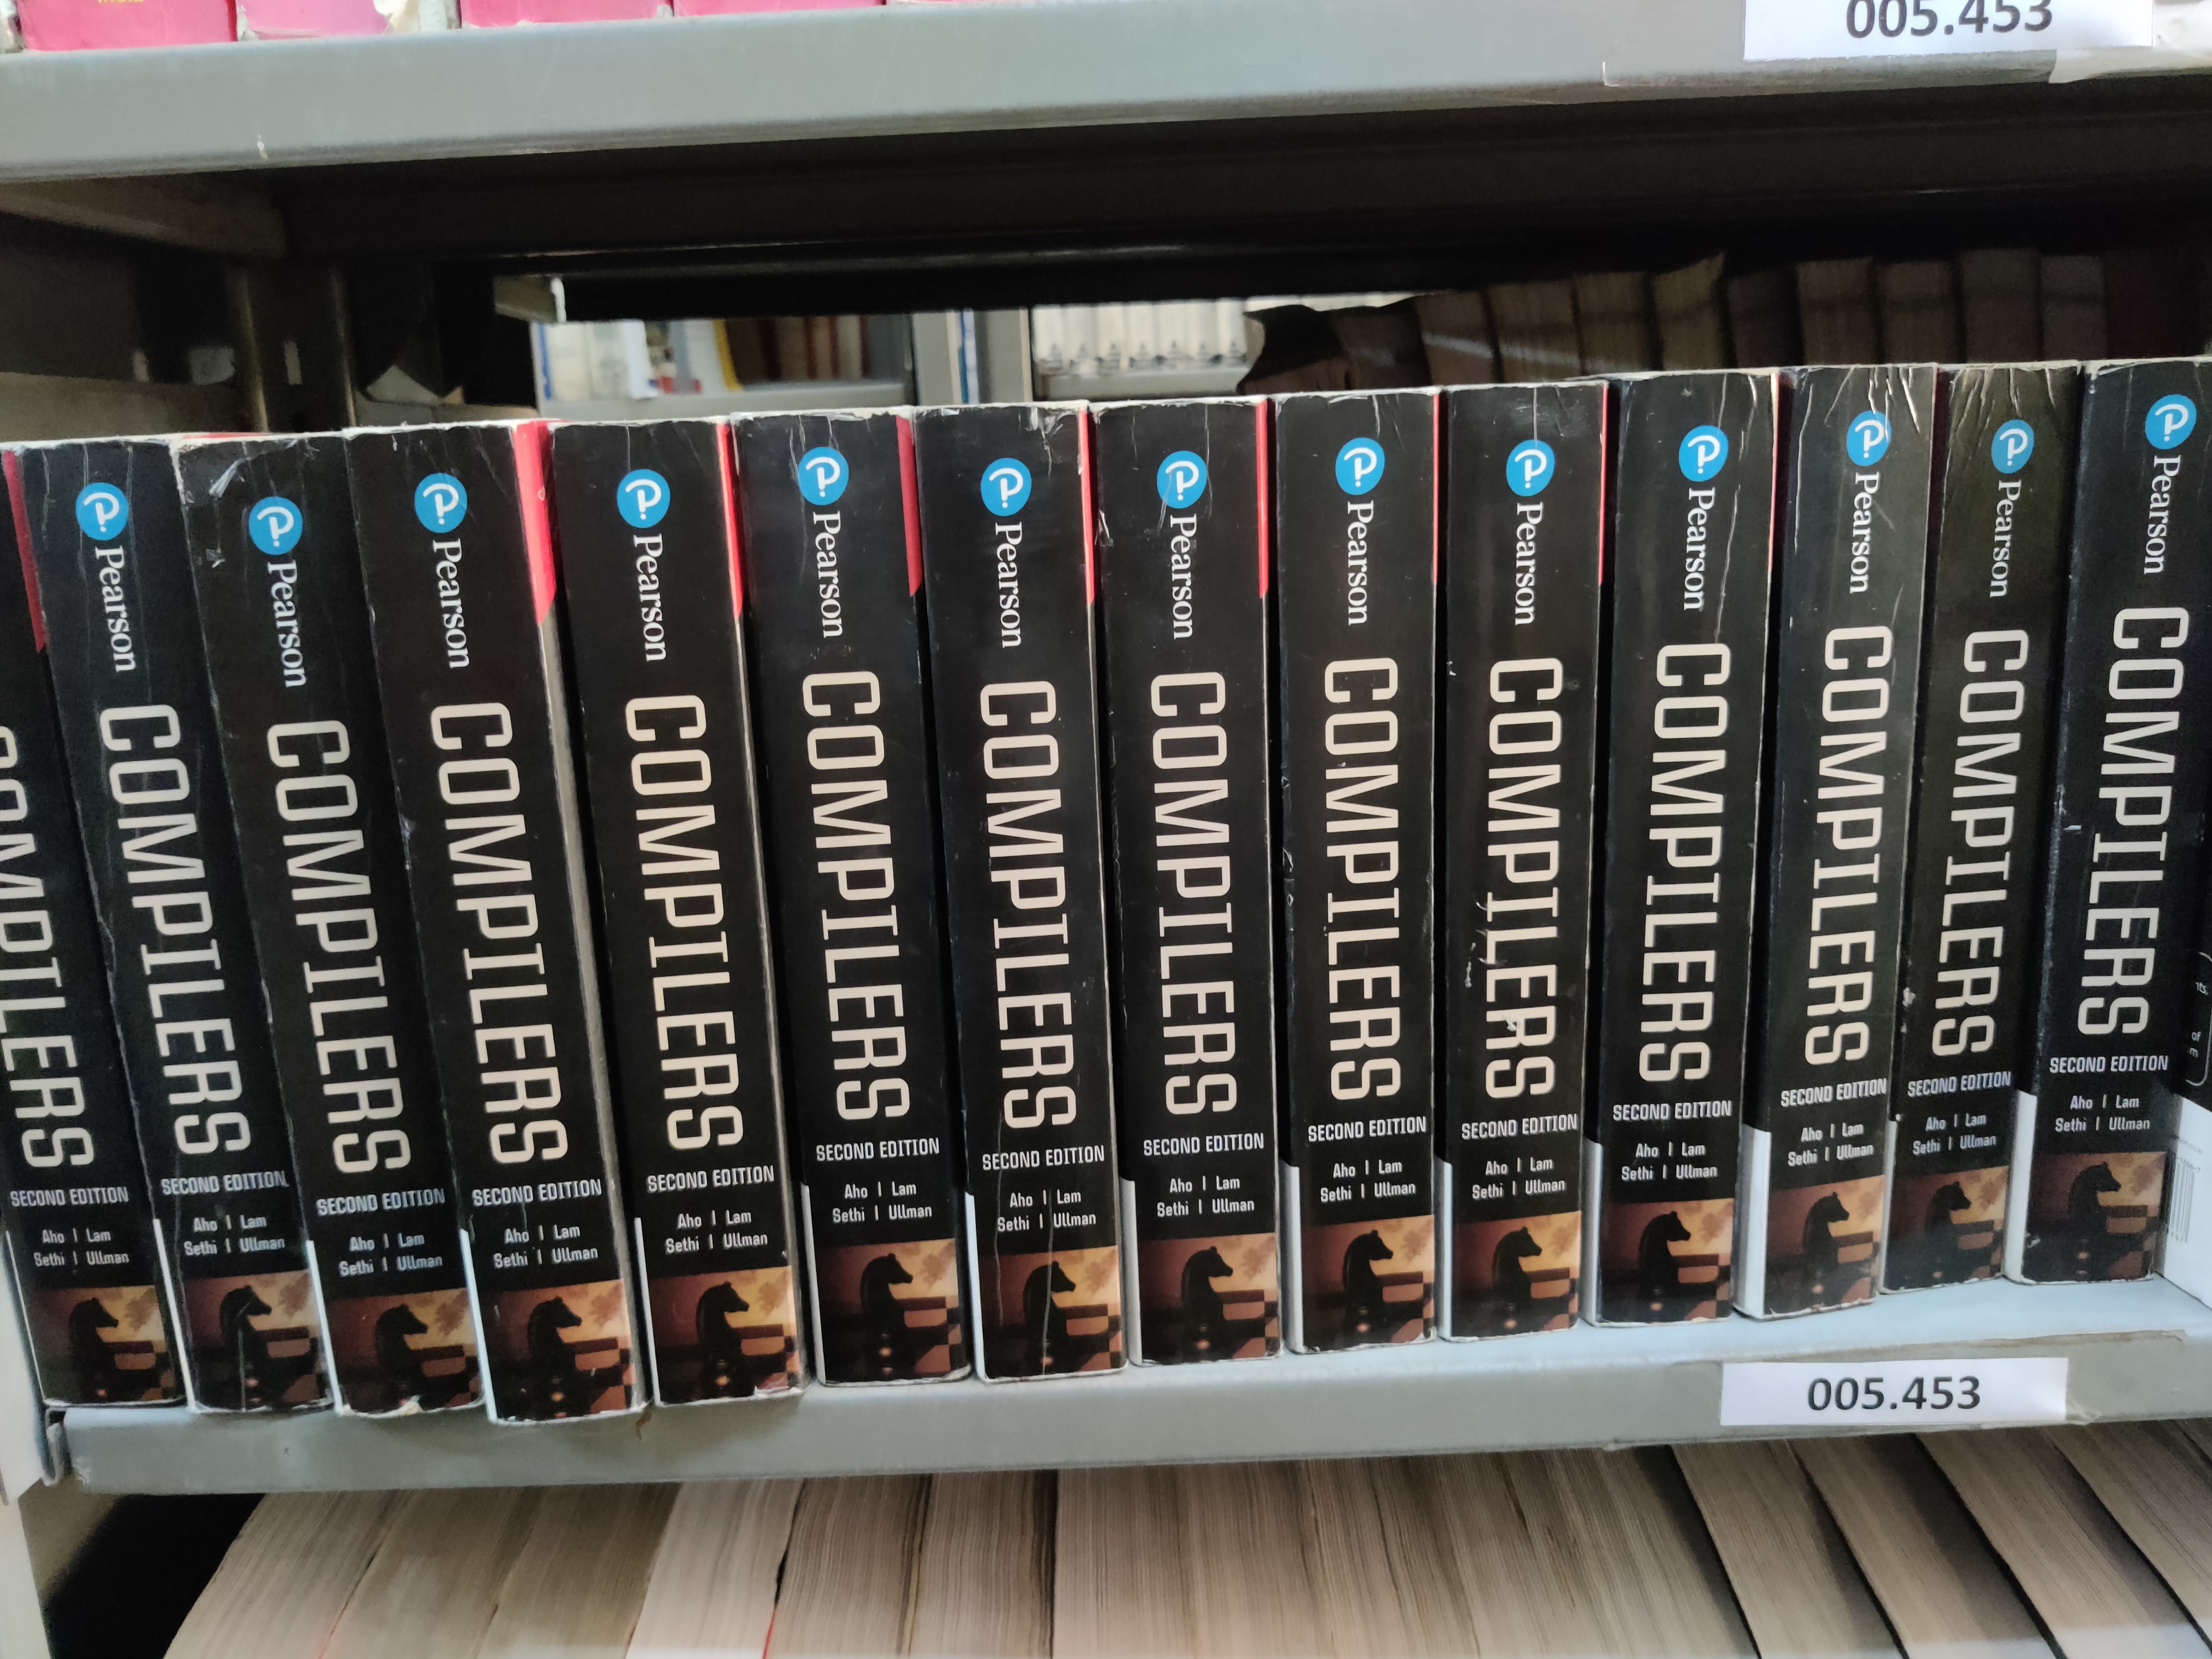 005.453
COMPILERS
SECOND EDITION
Aho | Lam
Sethi | Ullman
Pearson
COMPILERS
SECOND EDITION
Aho | Lam
Sethi | Ullman
Pearson
COMPILERS
SECOND EDITION
Aho | Lam
Sethi | Ullman
Pearson
COMPILERS
SECOND EDITION
Aho | Lam
Sethi | Ullman
Pearson
COMPILERS
SECOND EDITION
Aho | Lam
Sethi | Ullman
Pearson
COMPILERS
SECOND EDITION
Aho | Lam
Sethi | Ullman
Pearson
COMPILERS
SECOND EDITION
Aho | Lam
Sethi | Ullman
Pearson
COMPILERS
SECOND EDITION
Aho | Lam
Sethi | Ullman
Pearson
COMPILERS
SECOND EDITION
Aho | Lam
Sethi | Ullman
Pearson
COMPILERS
SECOND EDITION
Aho | Lam
Sethi | Ullman
Pearson
COMPILERS
SECOND EDITION
Aho | Lam
Sethi | Ullman
Pearson
COMPILERS
SECOND EDITION
Aho | Lam
Sethi | Ullman
Pearson
COMPILERS
SECOND EDITION
Aho | Lam
Sethi | Ullman
Pearson
COMPILERS
SECOND EDITION
Aho | Lam
Sethi | Ullman
005.453